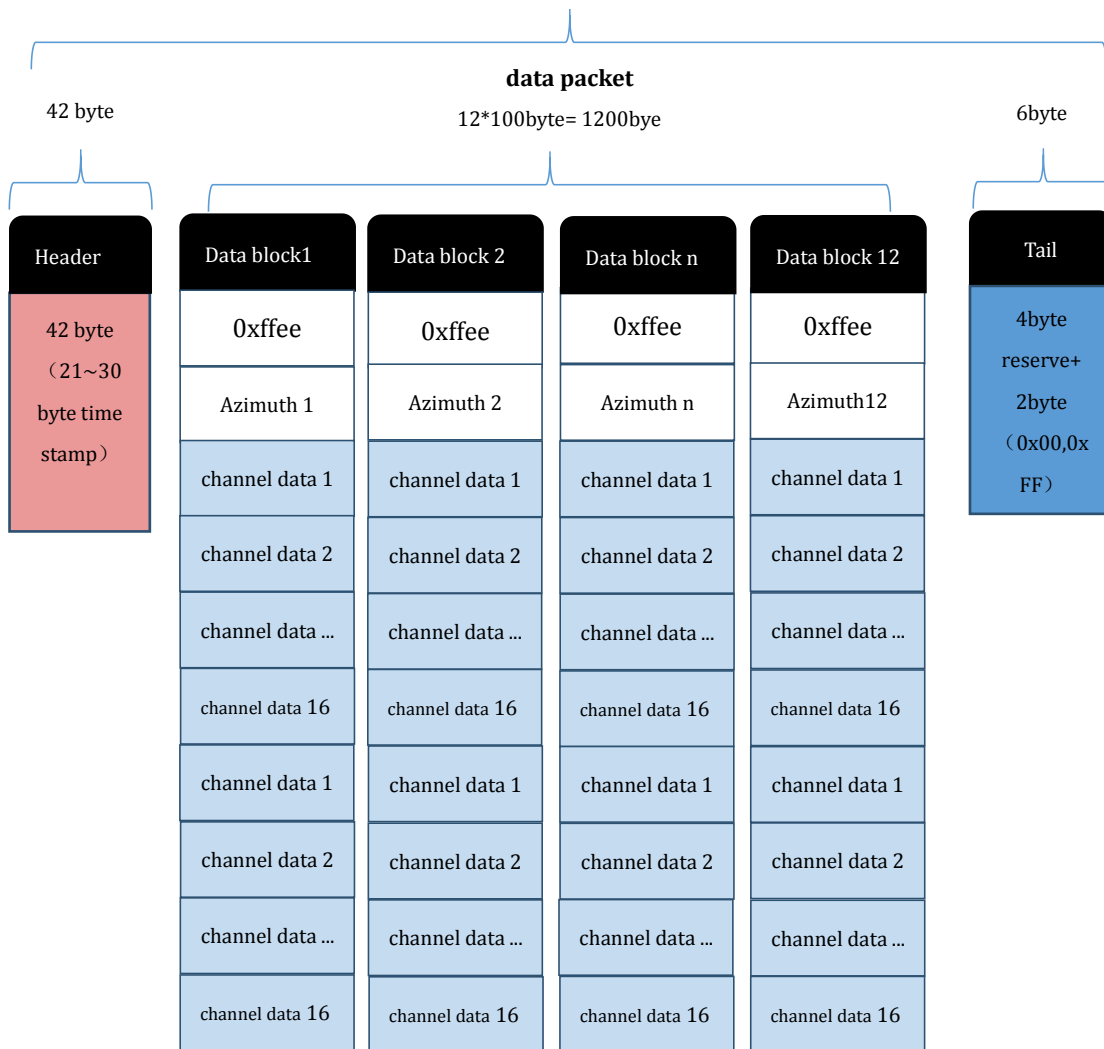 data packet
42 byte
12*100byte= 1200bye
6byte
Header
42 byte
（21~30
byte time
stamp）
Data block1
0xffee
Azimuth 1
channel data 1
channel data 2
channel data ...
channel data 16
channel data 1
channel data 2
channel data ...
channel data 16
Data block 2
0xffee
Azimuth 2
channel data 1
channel data 2
channel data ...
channel data 16
channel data 1
channel data 2
channel data ...
channel data 16
Data block n
0xffee
Azimuth n
channel data 1
channel data 2
channel data ...
channel data 16
channel data 1
channel data 2
channel data ...
channel data 16
Data block 12
0xffee
Azimuth12
channel data 1
channel data 2
channel data ...
channel data 16
channel data 1
channel data 2
channel data ...
channel data 16
Tail
4byte
reserve+
2byte
（0x00,0x
FF）